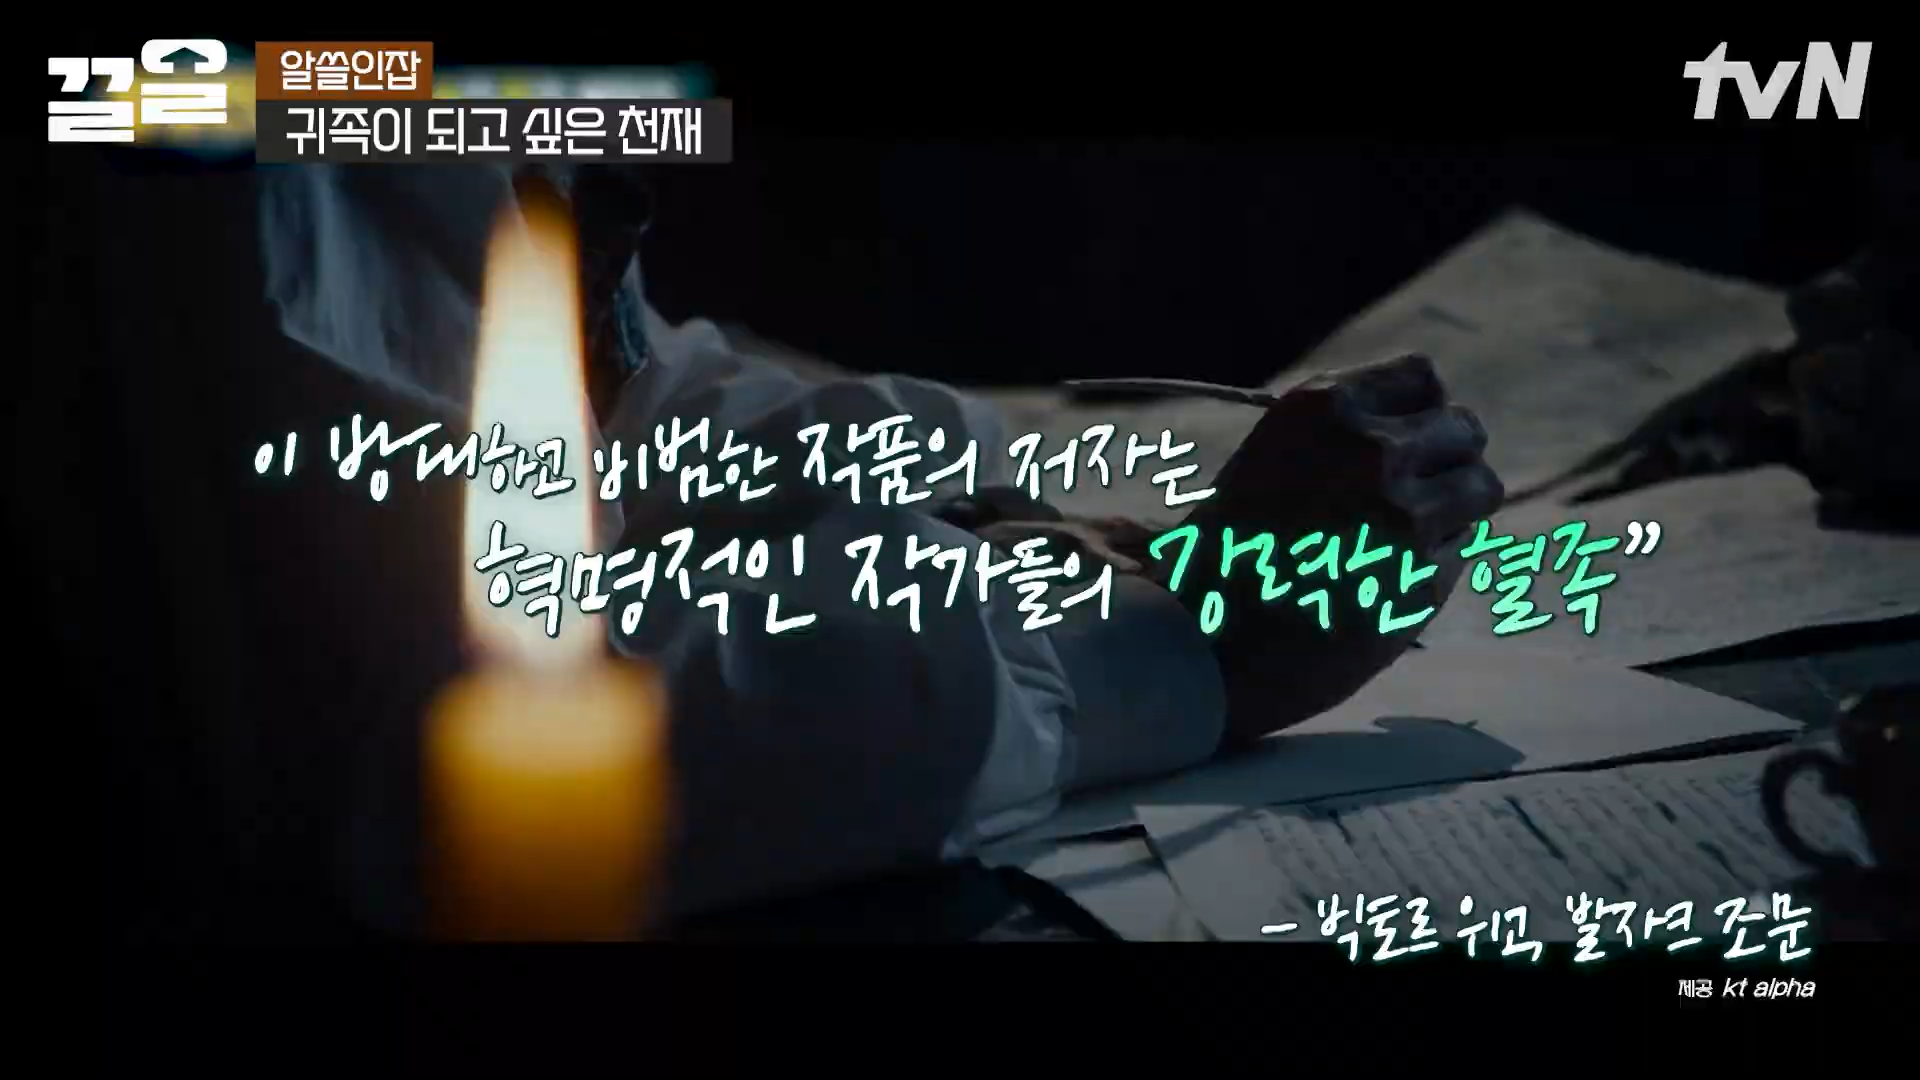 끌올
알쓸인잡
귀족이 되고 싶은 천재
tvN
이 방대하고 비범한 작품의 저자는
혁명적인 작가들의 강력한 혈족”
– 빅토르 위고, 발자크 조문
제공 kt alpha